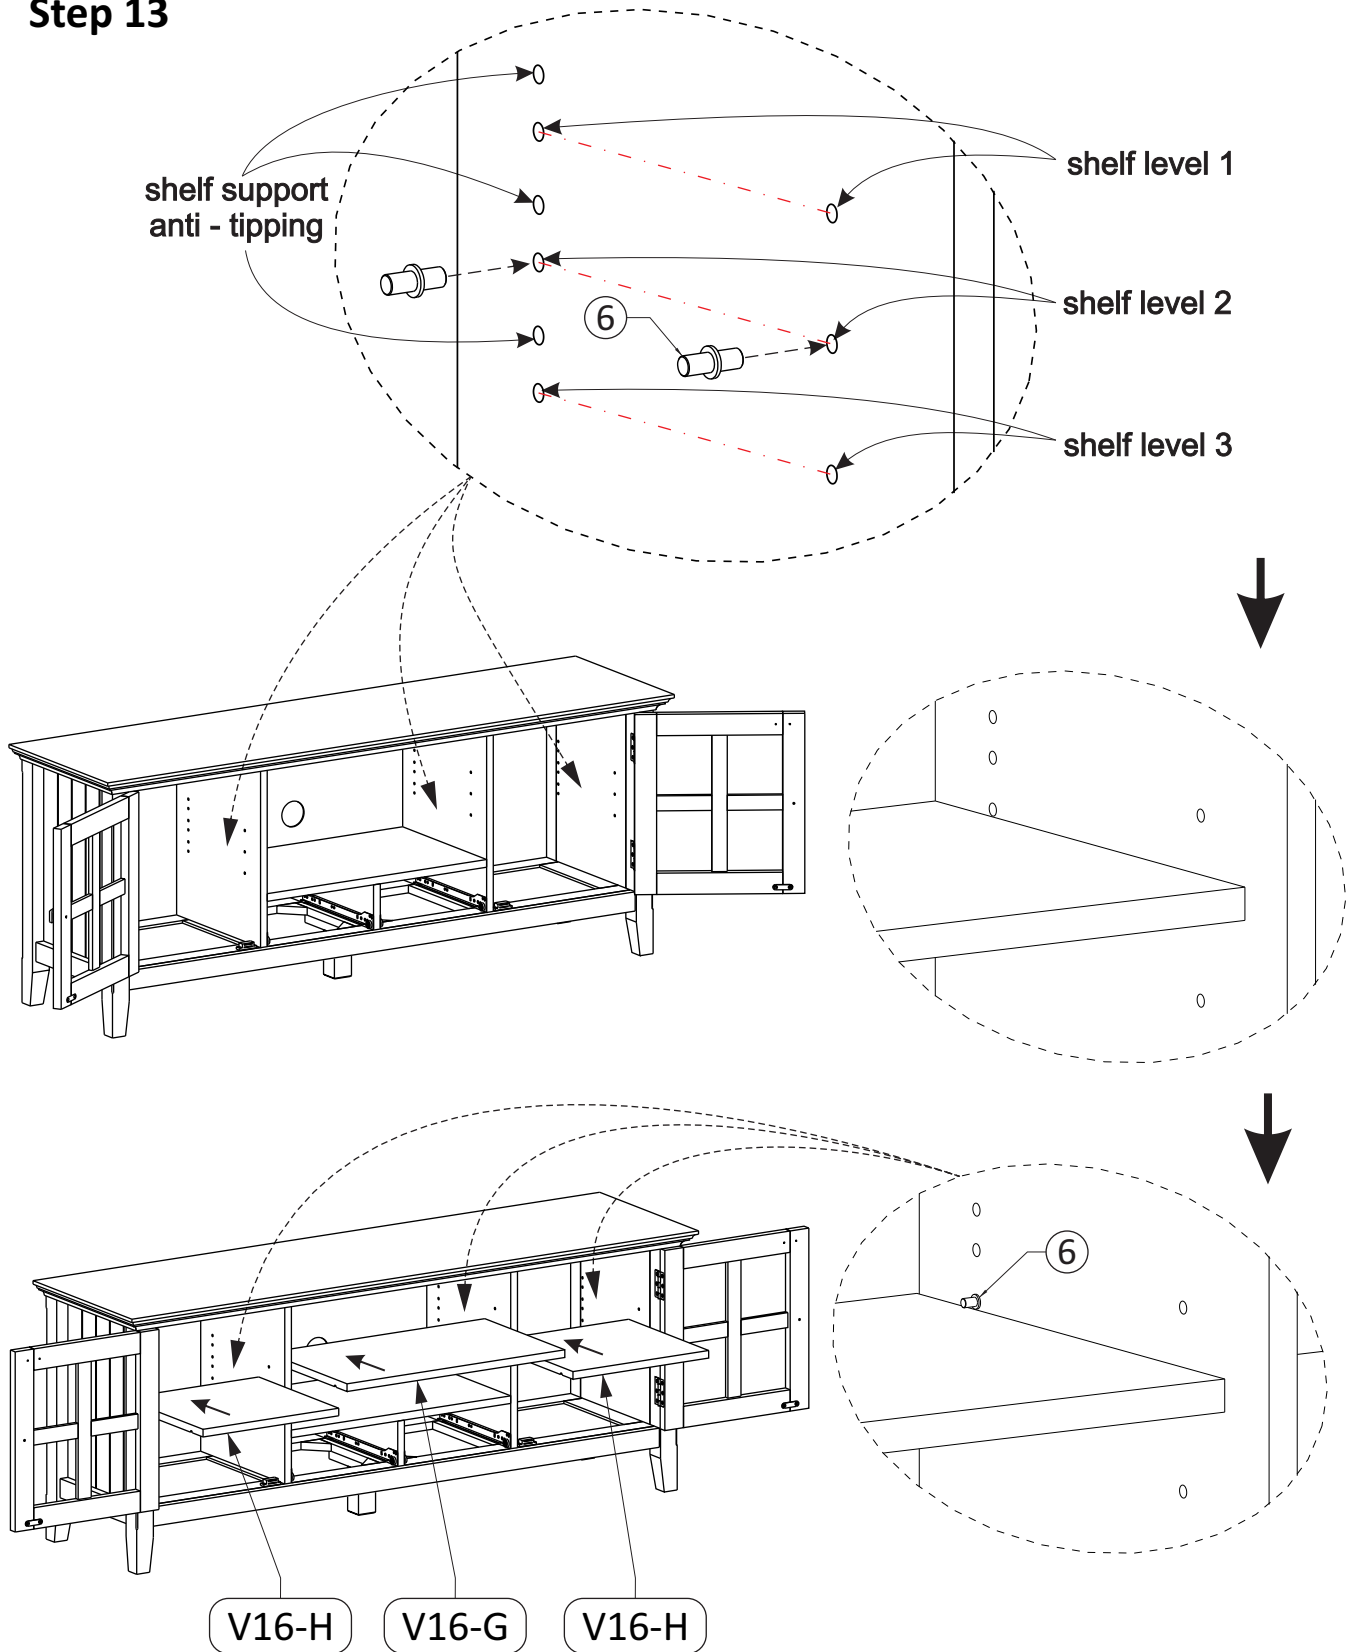 Step 13
shelf support
anti - tipping
shelf level 1
shelf level 2
6
shelf level 3
6
V16-H
V16-G
V16-H